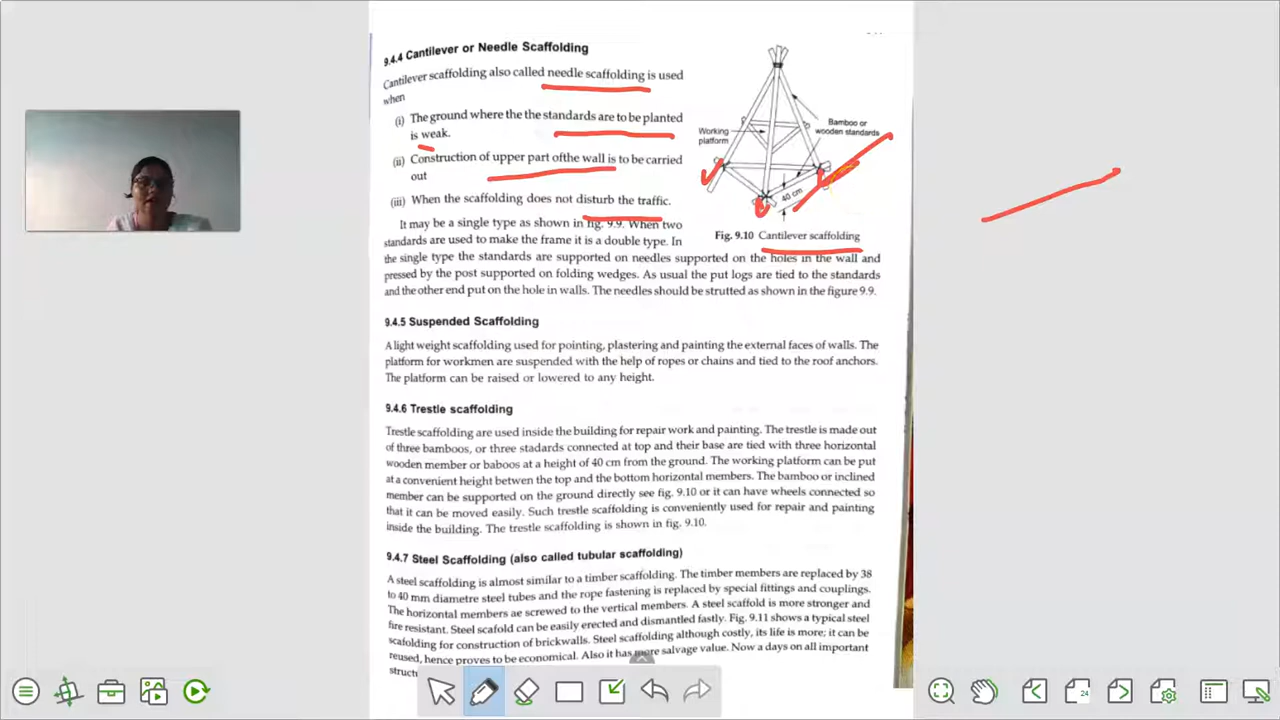 9.4.4 Cantilever or Needle Scaffolding
Cantilever scaffolding also called needle scaffolding is used
when
(i) The ground where the the standards are to be planted
is weak.
(ii) Construction of upper part ofthe wall is to be carried
out
(iii) When the scaffolding does not disturb the traffic.
It may be a single type as shown in fig. 9.9. When two
standards are used to make the frame it is a double type. In
the single type the standards are supported on needles supported on the holes in the wall and
pressed by the post supported on folding wedges. As usual the put logs are tied to the standards
and the other end put on the hole in walls. The needles should be strutted as shown in the figure 9.9.
Working
platform
Bamboo or
wooden standards
40 cm
Fig. 9.10 Cantilever scaffolding
9.4.5 Suspended Scaffolding
A light weight scaffolding used for pointing, plastering and painting the external faces of walls. The
platform for workmen are suspended with the help of ropes or chains and tied to the roof anchors.
The platform can be raised or lowered to any height.
9.4.6 Trestle scaffolding
Trestle scaffolding are used inside the building for repair work and painting. The trestle is made out
of three bamboos, or three stadards connected at top and their base are tied with three horizontal
wooden member or baboos at a height of 40 cm from the ground. The working platform can be put
at a convenient height betwen the top and the bottom horizontal members. The bamboo or inclined
member can be supported on the ground directly see fig. 9.10 or it can have wheels connected so
that it can be moved easily. Such trestle scaffolding is conveniently used for repair and painting
inside the building. The trestle scaffolding is shown in fig. 9.10.
9.4.7 Steel Scaffolding (also called tubular scaffolding)
A steel scaffolding is almost similar to a timber scaffolding. The timber members are replaced by 38
to 40 mm diametre steel tubes and the rope fastening is replaced by special fittings and couplings.
The horizontal members ae screwed to the vertical members. A steel scaffold is more stronger and
fire resistant. Steel scafold can be easily erected and dismantled fastly. Fig. 9.11 shows a typical steel
scafolding for construction of brickwalls. Steel scaffolding although costly, its life is more; it can be
reused, hence proves to be economical. Also it has more salvage value. Now a days on all important
struct
24